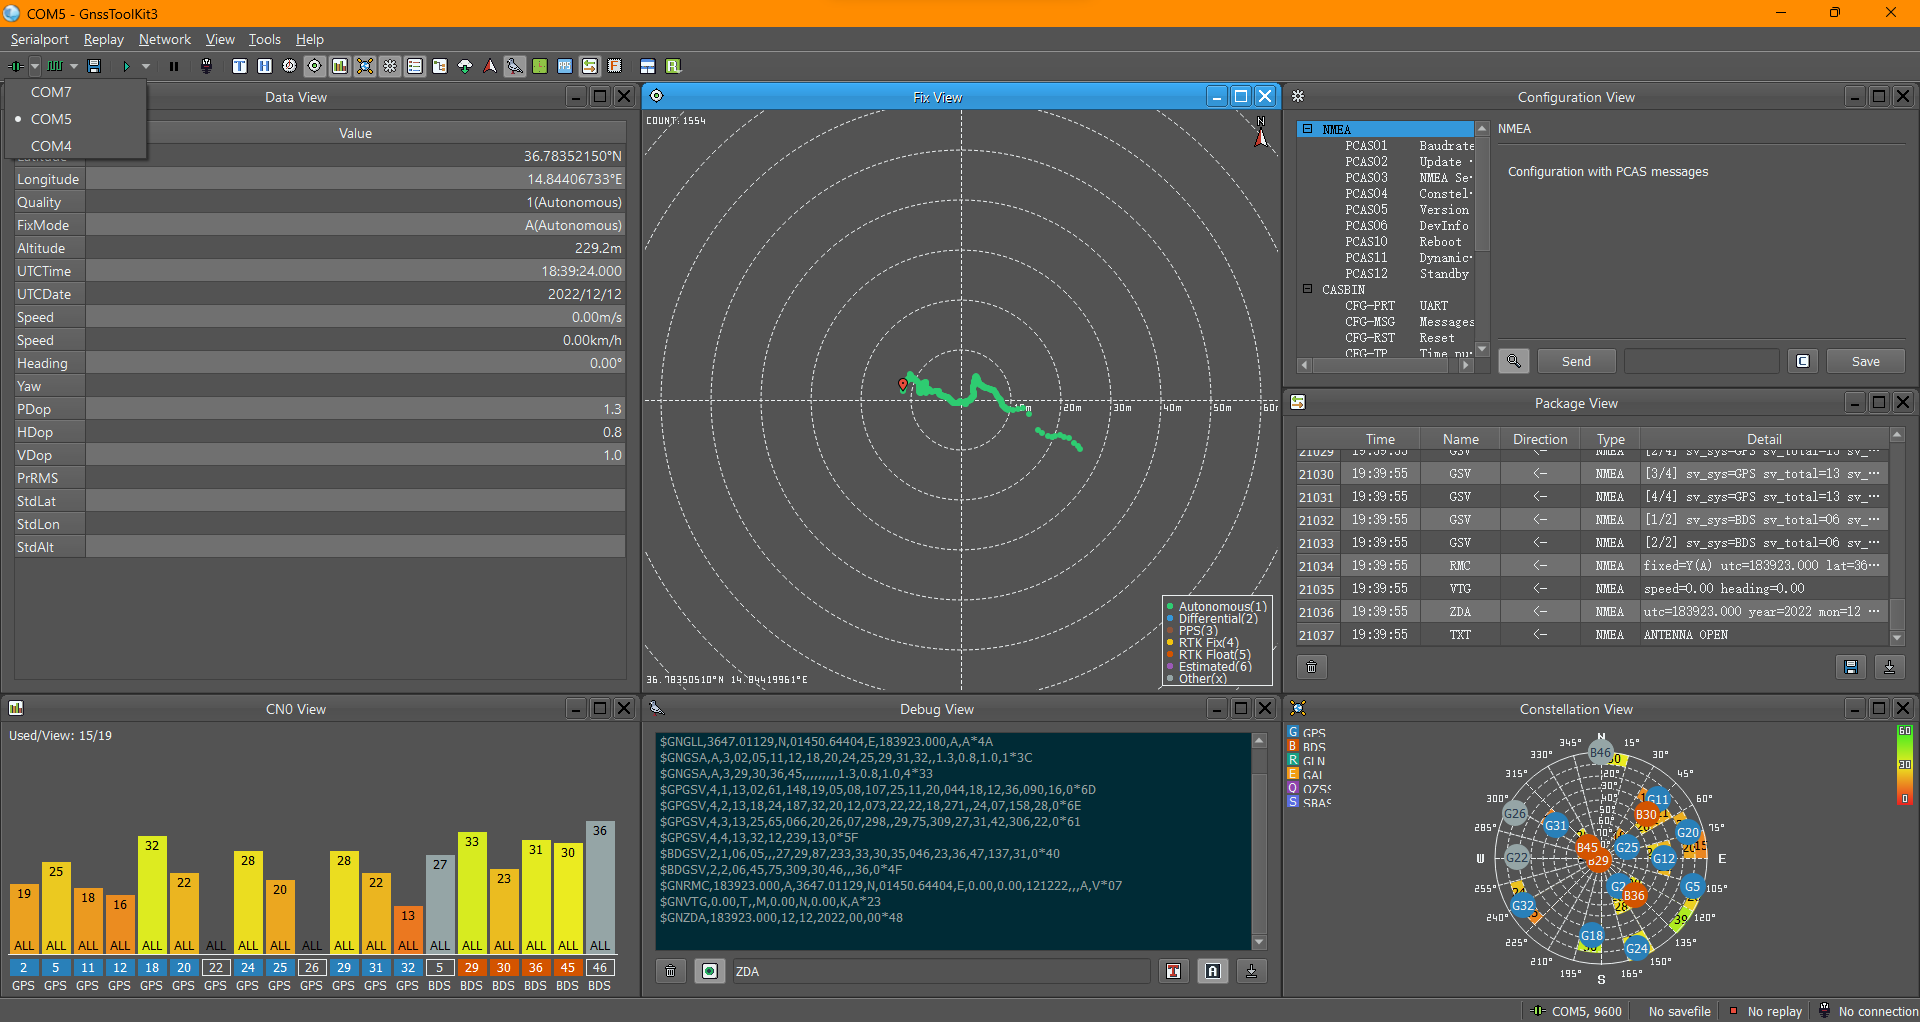 COM5 - GnssToolKit3
Serialport Replay Network View Tools Help
COM7
COM5
COM4
Data View
Value
36.78352150°N
Longitude 14.84406733°E
Quality 1(Autonomous)
FixMode A(Autonomous)
Altitude 229.2m
UTCTime 18:39:24.000
UTCDate 2022/12/12
Speed 0.00m/s
Speed 0.00km/h
Heading 0.00°
Yaw
PDop 1.3
HDop 0.8
VDop 1.0
PrRMS
StdLat
StdLon
StdAlt
Fix View
COUNT:1554
N
20m 30m 40m 50m
Autonomous(1)
Differential(2)
PPS(3)
RTK Fix(4)
RTK Float(5)
Estimated(6)
Other(x)
36.78350510°N 14.84419961°E
Configuration View
NMEA
PCAS01 Baudrate
PCAS02 Update
PCAS03 NMEA Se
PCAS04 Constel
PCAS05 Version
PCAS06 DevInfo
PCAS10 Reboot
PCAS11 Dynamic
PCAS12 Standby
CASBIN
CFG-PRT UART
CFG-MSG Messages
CFG-RST Reset
CFG-TP Time pu
NMEA
Configuration with PCAS messages
Send C Save
Package View
Time Name Direction Type Detail
21029 19:39:55 GSV <- NMEA [2/4] sv_sys=GPS sv_total=13 sv_···
21030 19:39:55 GSV <- NMEA [3/4] sv_sys=GPS sv_total=13 sv_···
21031 19:39:55 GSV <- NMEA [4/4] sv_sys=GPS sv_total=13 sv_···
21032 19:39:55 GSV <- NMEA [1/2] sv_sys=BDS sv_total=06 sv_···
21033 19:39:55 GSV <- NMEA [2/2] sv_sys=BDS sv_total=06 sv_···
21034 19:39:55 RMC <- NMEA fixed=Y(A) utc=183923.000 lat=36···
21035 19:39:55 VTG <- NMEA speed=0.00 heading=0.00
21036 19:39:55 ZDA <- NMEA utc=183923.000 year=2022 mon=12 ···
21037 19:39:55 TXT <- NMEA ANTENNA OPEN
CN0 View
Used/View: 15/19
19 25 18 16 32 22 28 20 28 22 13 27 33 23 31 30 36
ALL ALL ALL ALL ALL ALL ALL ALL ALL ALL ALL ALL ALL ALL ALL ALL ALL ALL ALL
2 5 11 12 18 20 22 24 25 26 29 31 32 5 29 30 36 45 46
GPS GPS GPS GPS GPS GPS GPS GPS GPS GPS GPS GPS GPS BDS BDS BDS BDS BDS BDS
Debug View
$GNGLL,3647.01129,N,01450.64404,E,183923.000,A,A*4A
$GNGSA,A,3,02,05,11,12,18,20,24,25,29,31,32,,1.3,0.8,1.0,1*3C
$GNGSA,A,3,29,30,36,45,,,,,,,,,1.3,0.8,1.0,4*33
$GPGSV,4,1,13,02,61,148,19,05,08,107,25,11,20,044,18,12,36,090,16,0*6D
$GPGSV,4,2,13,18,24,187,32,20,12,073,22,22,18,271,,24,07,158,28,0*6E
$GPGSV,4,3,13,25,65,066,20,26,07,298,,29,75,309,27,31,42,306,22,0*61
$GPGSV,4,4,13,32,12,239,13,0*5F
$BDGSV,2,1,06,05,,,27,29,87,233,33,30,35,046,23,36,47,137,31,0*40
$BDGSV,2,2,06,45,75,309,30,46,,,36,0*4F
$GNRMC,183923.000,A,3647.01129,N,01450.64404,E,0.00,0.00,121222,,,A,V*07
$GNVTG,0.00,T,,M,0.00,N,0.00,K,A*23
$GNZDA,183923.000,12,12,2022,00,00*48
ZDA
T A
Constellation View
G GPS
B BDS
R GLN
E GAL
Q QZSS
S SBAS
N 15° 30° 45° 60° 75° E 105° 120° 135° 150° 165° S 195° 210° 225° 240° 255° W 285° 300° 315° 345°
B46 G11 B30 G20 G26 G31 B45 B29 G25 G12 G22 G2 B36 G5 G32 G18 G24
60
30
0
COM5, 9600 No savefile No replay No connection